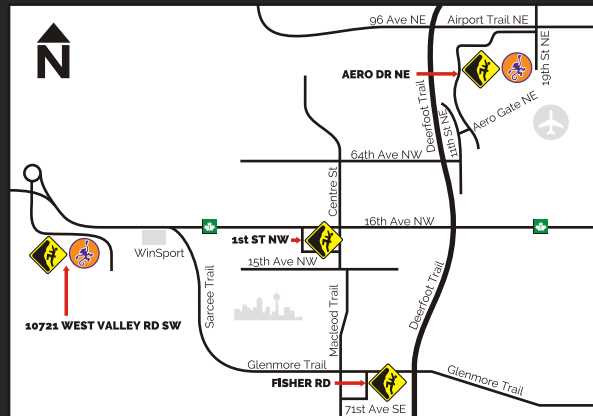 96 Ave NE
Airport Trail NE
N
19th St NE
AERO DR NE
Deerfoot Trail
11th St NE
Aero Gate NE
64th Ave NW
Centre St
16th Ave NW
1st ST NW
WinSport
15th Ave NW
Sarcee Trail
Macleod Trail
Deerfoot Trail
10721 WEST VALLEY RD SW
Glenmore Trail
Glenmore Trail
FISHER RD
71st Ave SE